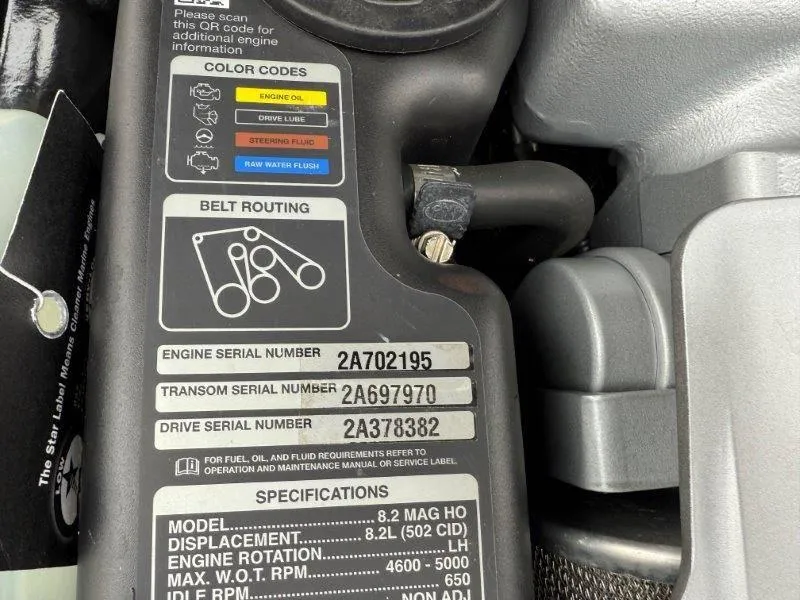 Please scan
this QR code for
additional engine
information
COLOR CODES
ENGINE OIL
DRIVE LUBE
STEERING FLUID
RAW WATER FLUSH
BELT ROUTING
ENGINE SERIAL NUMBER 2A702195
TRANSOM SERIAL NUMBER 2A697970
DRIVE SERIAL NUMBER 2A378382
FOR FUEL, OIL, AND FLUID REQUIREMENTS REFER TO
OPERATION AND MAINTENANCE MANUAL OR SERVICE LABEL.
SPECIFICATIONS
MODEL................................ 8.2 MAG HO
DISPLACEMENT.................. 8.2L (502 CID)
ENGINE ROTATION........................ LH
MAX. W.O.T. RPM.............. 4600 - 5000
IDLE RPM................................. 650
NON ADJ
The Star Label Means Cleaner Marine Engines
LOW